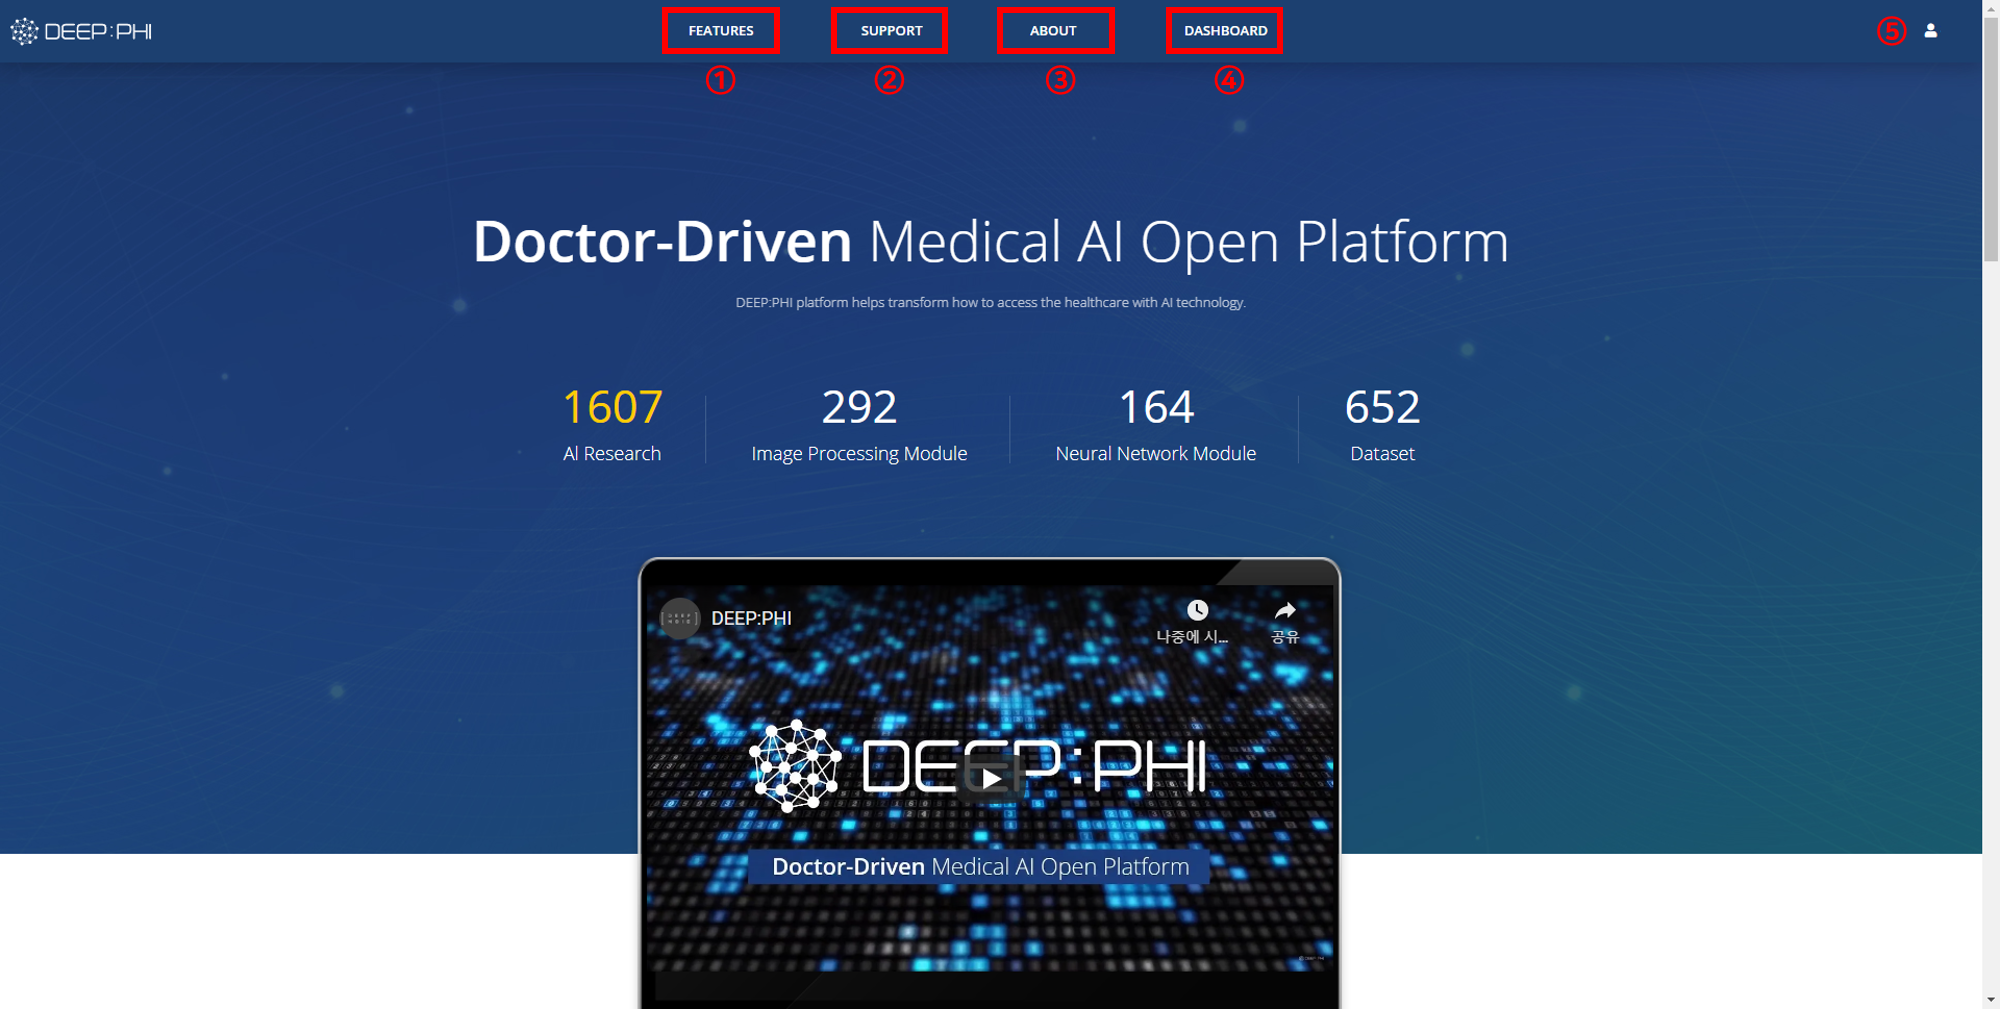 DEEP:PHI
FEATURES SUPPORT ABOUT DASHBOARD ⑤
① ② ③ ④
Doctor-Driven Medical AI Open Platform
DEEP:PHI platform helps transform how to access the healthcare with AI technology.
1607 292 164 652
AI Research Image Processing Module Neural Network Module Dataset
DEEP:PHI
나중에 시... 공유
DEEP:PHI
Doctor-Driven Medical AI Open Platform